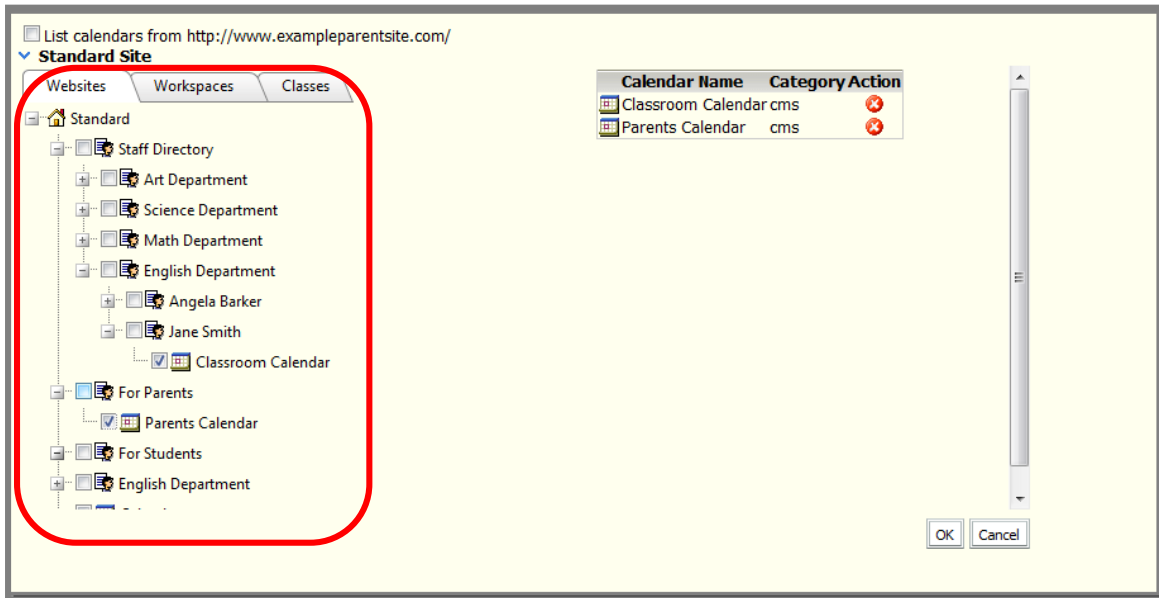 List calendars from http://www.exampleparentsite.com/
Standard Site
Websites Workspaces Classes
Calendar Name Category Action
Classroom Calendar cms
Parents Calendar cms
Standard
Staff Directory
Art Department
Science Department
Math Department
English Department
Angela Barker
Jane Smith
Classroom Calendar
For Parents
Parents Calendar
For Students
English Department
OK Cancel